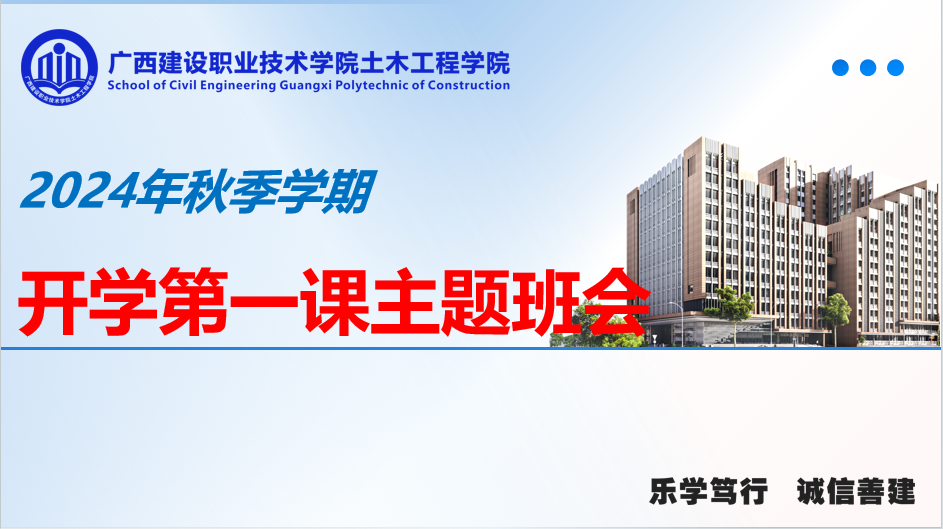 广西建设职业技术学院土木工程学院
School of Civil Engineering Guangxi Polytechnic of Construction
2024年秋季学期
开学第一课主题班会
乐学笃行 诚信善建